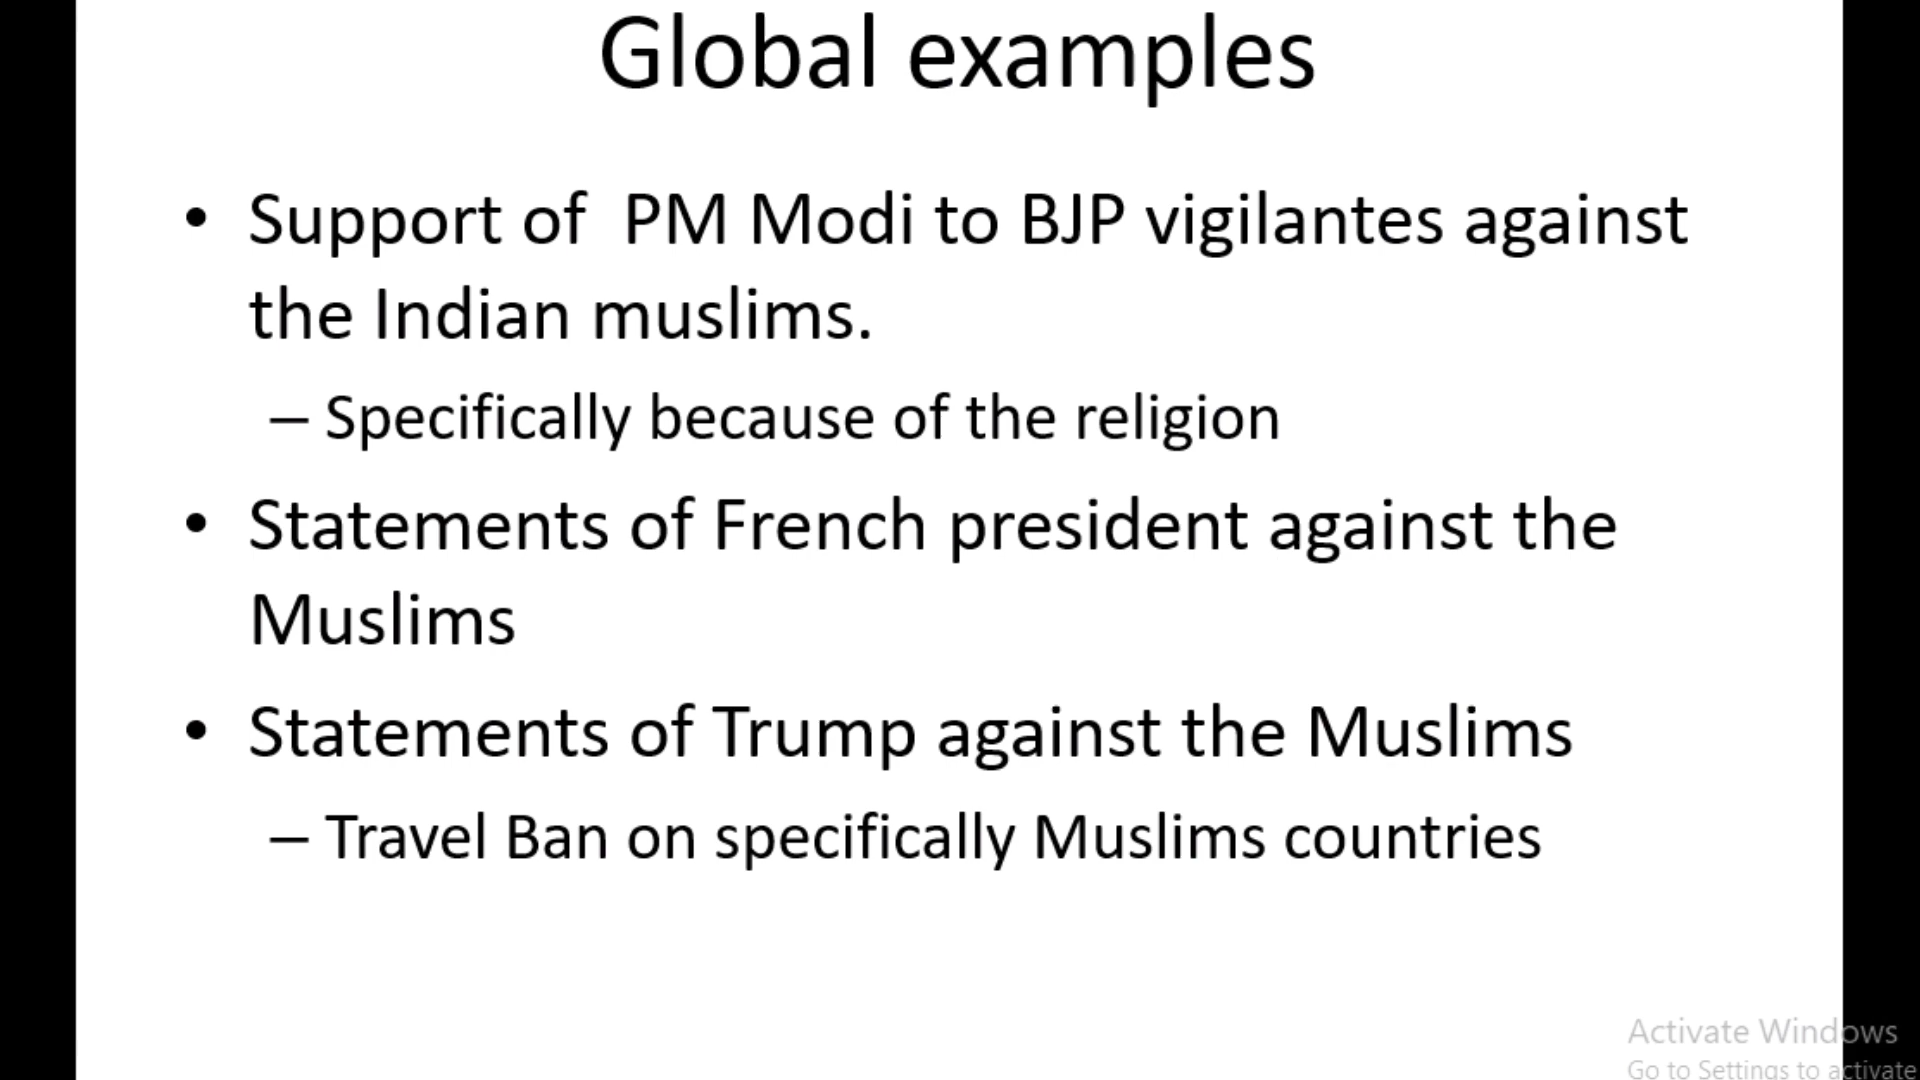 Global examples
• Support of PM Modi to BJP vigilantes against
the Indian muslims.
– Specifically because of the religion
• Statements of French president against the
Muslims
• Statements of Trump against the Muslims
– Travel Ban on specifically Muslims countries
Activate Windows
Go to Settings to activate